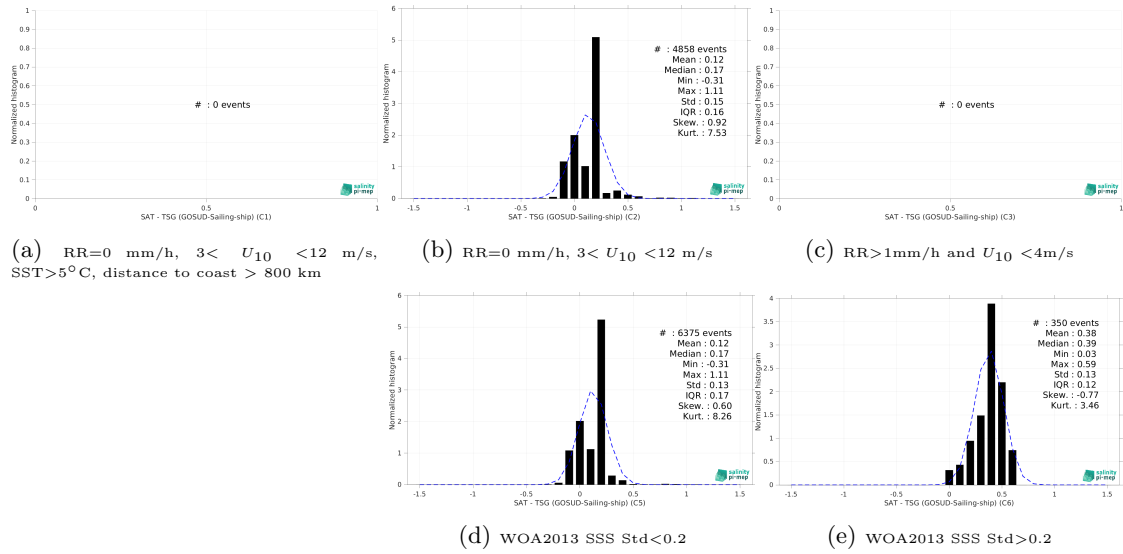 1
0.9
0.8
0.7
0.6
0.5
0.4
0.3
0.2
0.1
0
Normalized histogram
# : 0 events
salinity
pi-mep
0 0.5 1
SAT - TSG (GOSUD-Sailing-ship) (C1)
(a) RR=0 mm/h, 3< U10 <12 m/s,
SST>5°C, distance to coast > 800 km
6
5
4
3
2
1
0
Normalized histogram
# : 4858 events
Mean : 0.12
Median : 0.17
Min : -0.31
Max : 1.11
Std : 0.15
IQR : 0.16
Skew. : 0.92
Kurt. : 7.53
salinity
pi-mep
-1.5 -1 -0.5 0 0.5 1 1.5
SAT - TSG (GOSUD-Sailing-ship) (C2)
(b) RR=0 mm/h, 3< U10 <12 m/s
1
0.9
0.8
0.7
0.6
0.5
0.4
0.3
0.2
0.1
0
Normalized histogram
# : 0 events
salinity
pi-mep
0 0.5 1
SAT - TSG (GOSUD-Sailing-ship) (C3)
(c) RR>1mm/h and U10 <4m/s
6
5
4
3
2
1
0
Normalized histogram
# : 6375 events
Mean : 0.12
Median : 0.17
Min : -0.31
Max : 1.11
Std : 0.13
IQR : 0.17
Skew. : 0.60
Kurt. : 8.26
salinity
pi-mep
-1.5 -1 -0.5 0 0.5 1 1.5
SAT - TSG (GOSUD-Sailing-ship) (C5)
(d) WOA2013 SSS Std<0.2
4
3.5
3
2.5
2
1.5
1
0.5
0
Normalized histogram
# : 350 events
Mean : 0.38
Median : 0.39
Min : 0.03
Max : 0.59
Std : 0.13
IQR : 0.12
Skew. : -0.77
Kurt. : 3.46
salinity
pi-mep
-1.5 -1 -0.5 0 0.5 1 1.5
SAT - TSG (GOSUD-Sailing-ship) (C6)
(e) WOA2013 SSS Std>0.2